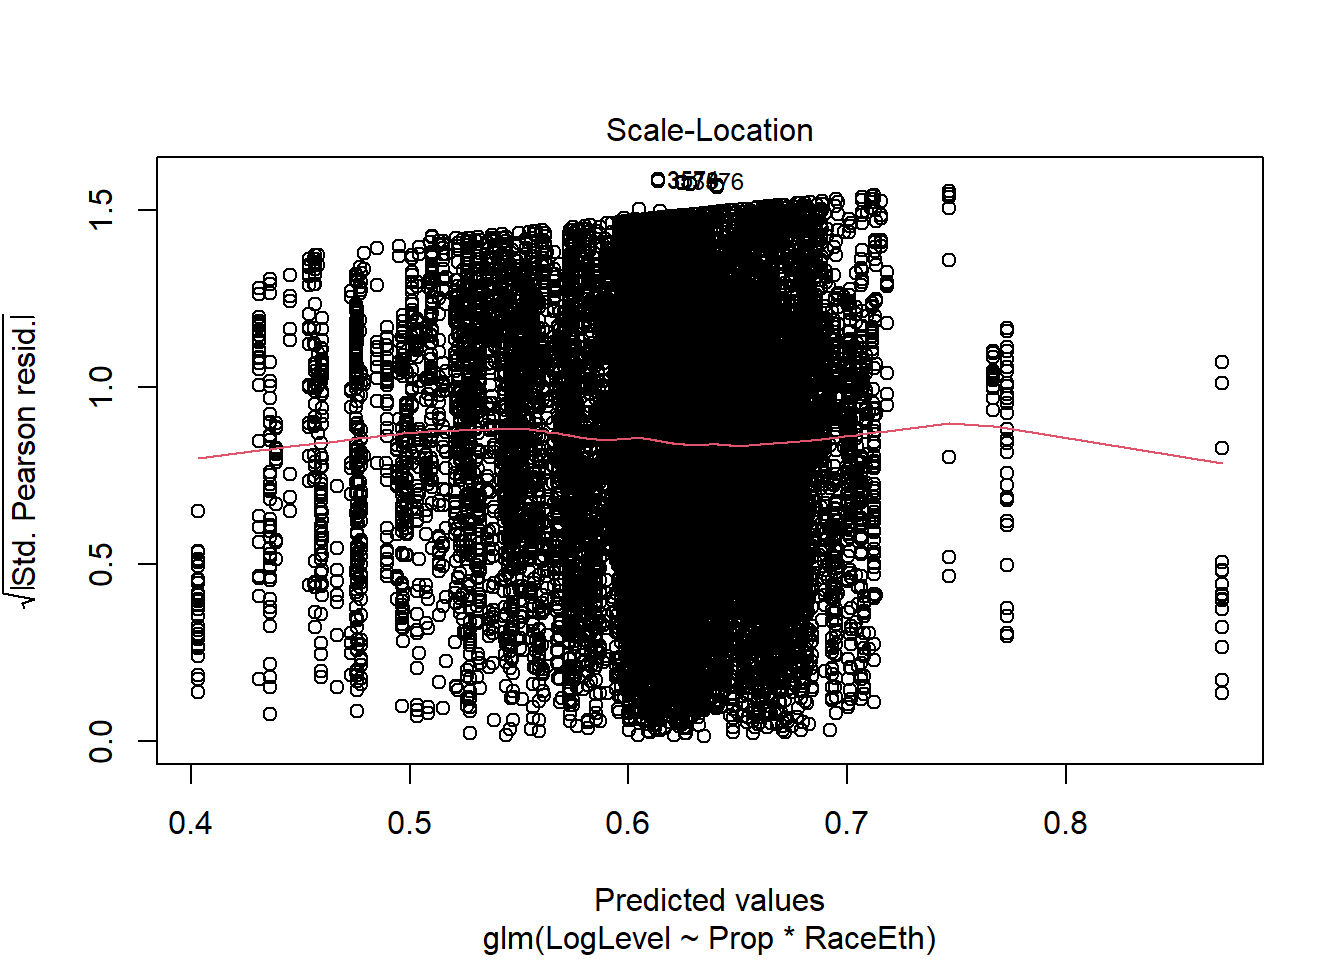 Scale-Location
1.5
1.0
0.5
0.0
√|Std. Pearson resid.|
0.4 0.5 0.6 0.7 0.8
Predicted values
glm(LogLevel ~ Prop * RaceEth)